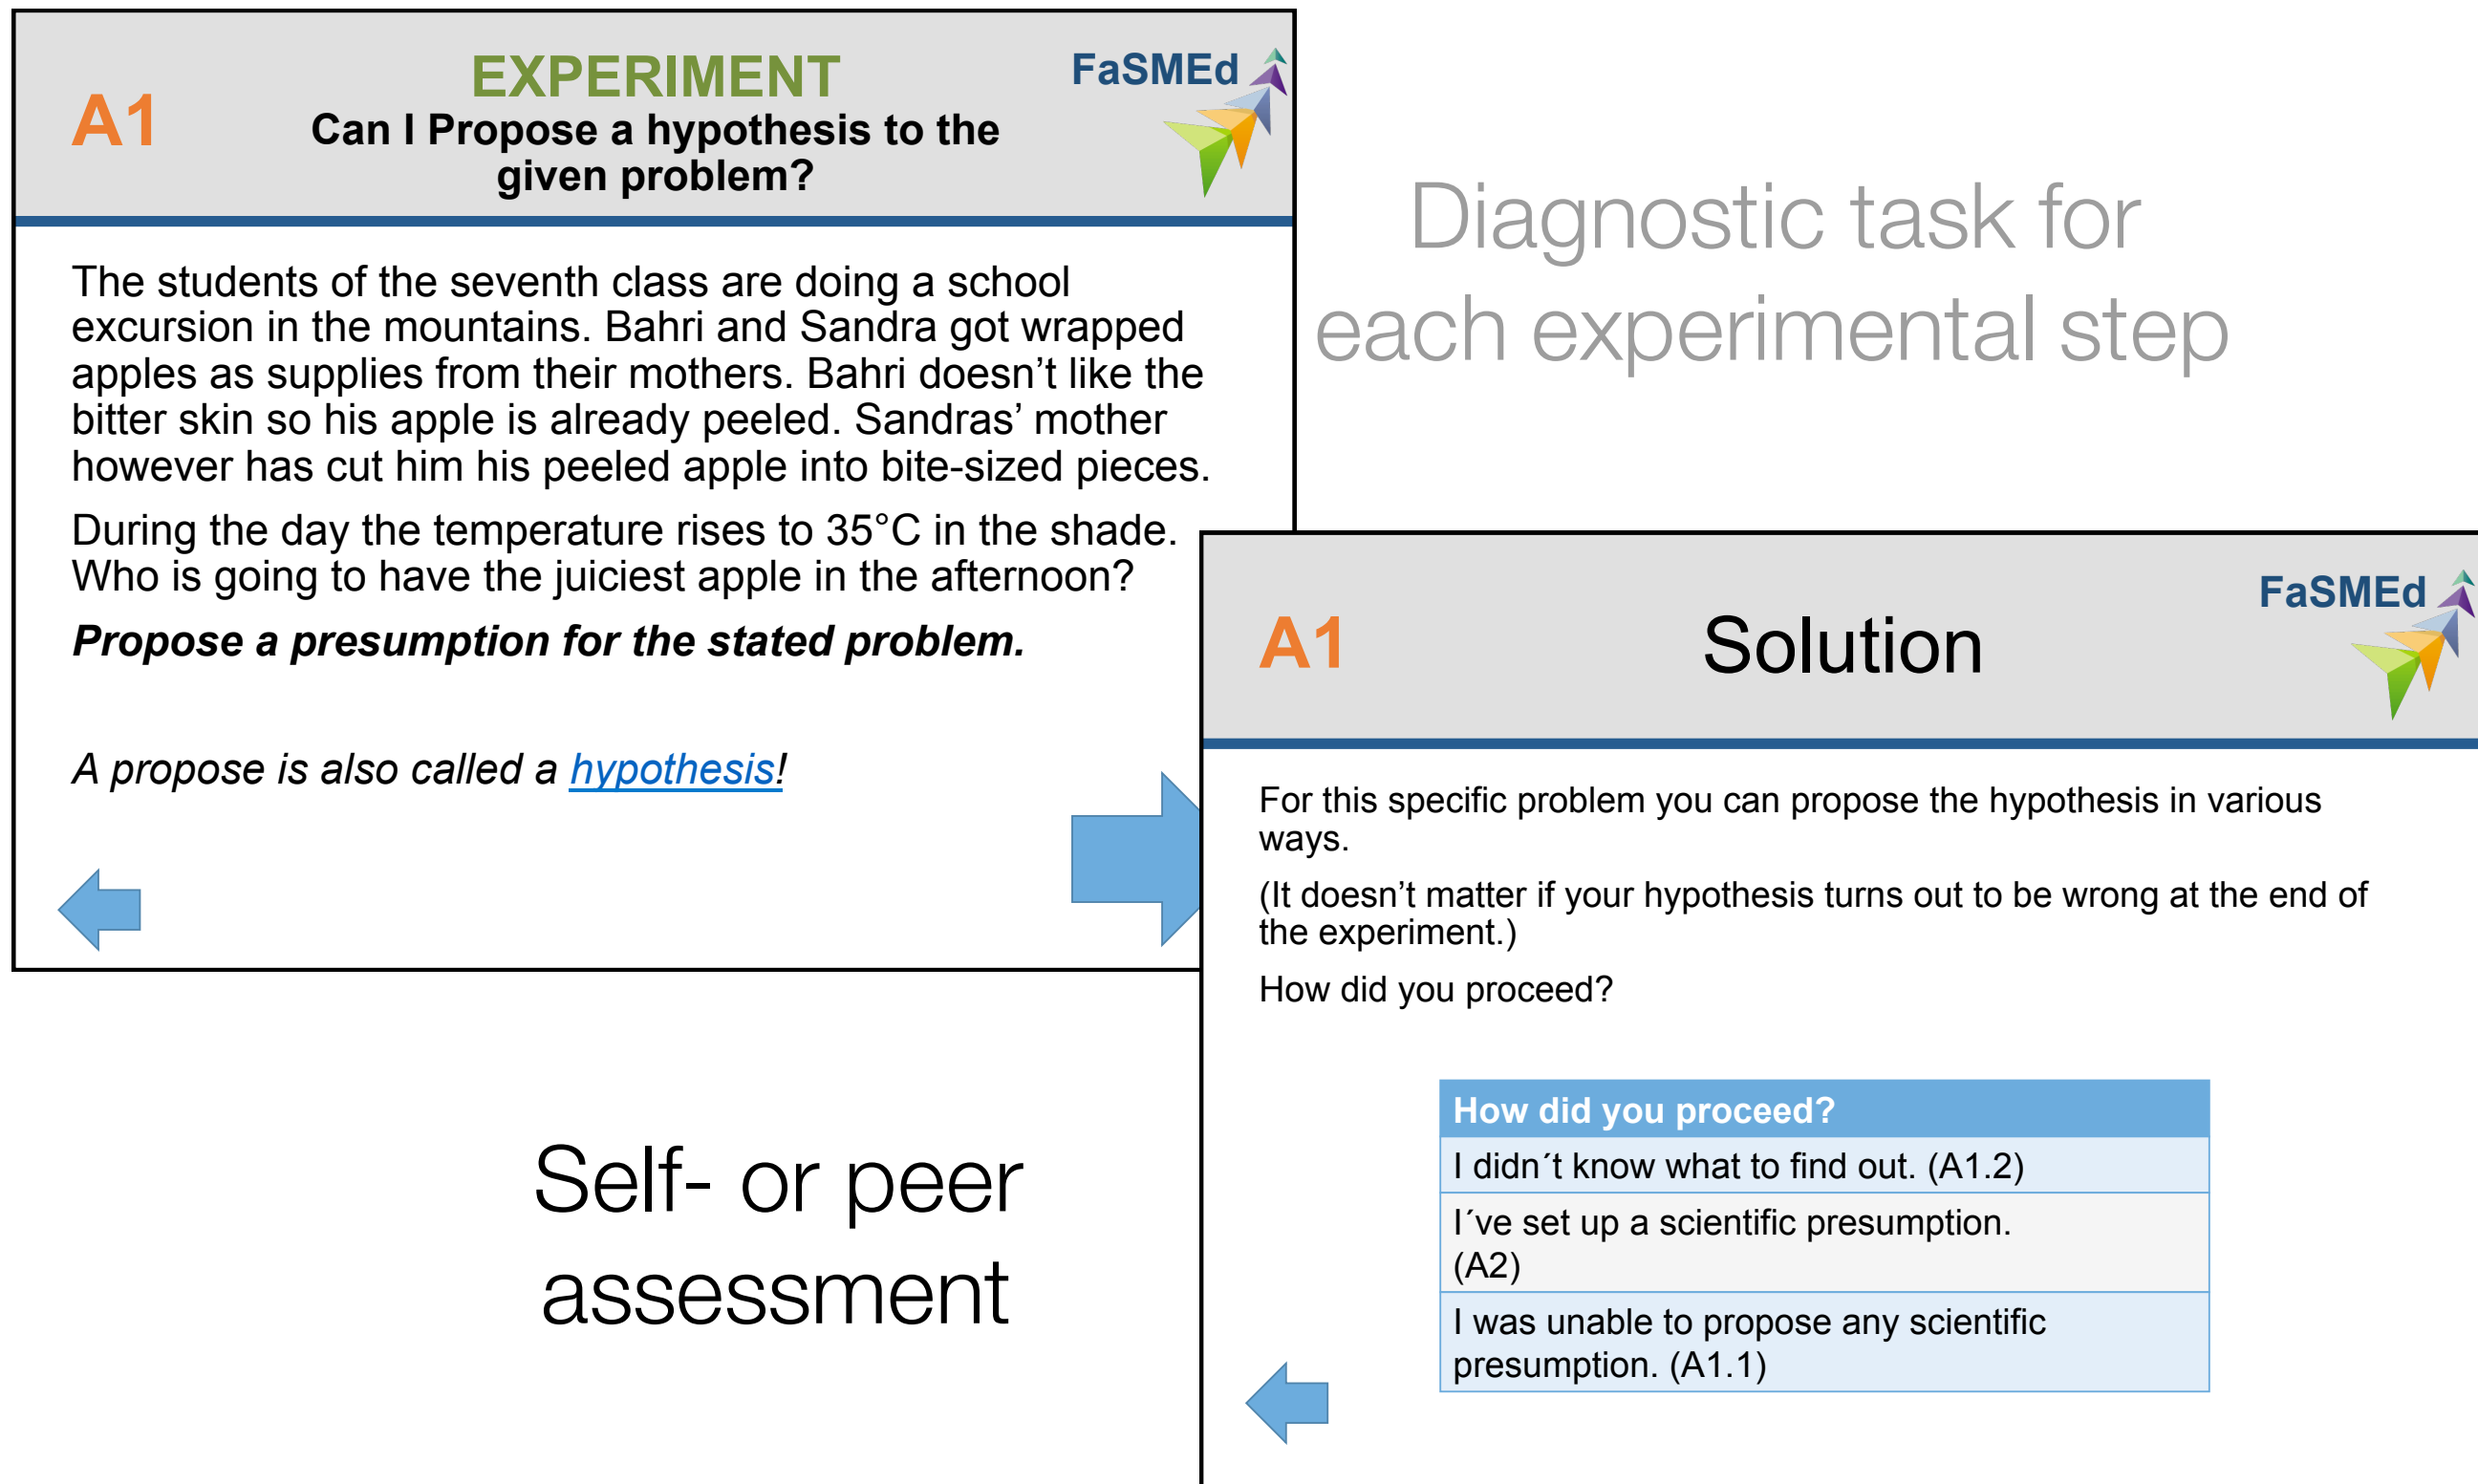 A1
EXPERIMENT
Can I Propose a hypothesis to the
given problem?
FaSMEd
The students of the seventh class are doing a school
excursion in the mountains. Bahri and Sandra got wrapped
apples as supplies from their mothers. Bahri doesn’t like the
bitter skin so his apple is already peeled. Sandras’ mother
however has cut him his peeled apple into bite-sized pieces.
During the day the temperature rises to 35°C in the shade.
Who is going to have the juiciest apple in the afternoon?
Propose a presumption for the stated problem.
A propose is also called a hypothesis!
Diagnostic task for
each experimental step
A1
Solution
FaSMEd
For this specific problem you can propose the hypothesis in various
ways.
(It doesn’t matter if your hypothesis turns out to be wrong at the end of
the experiment.)
How did you proceed?
How did you proceed?
I didn´t know what to find out. (A1.2)
I´ve set up a scientific presumption.
(A2)
I was unable to propose any scientific
presumption. (A1.1)
Self- or peer
assessment